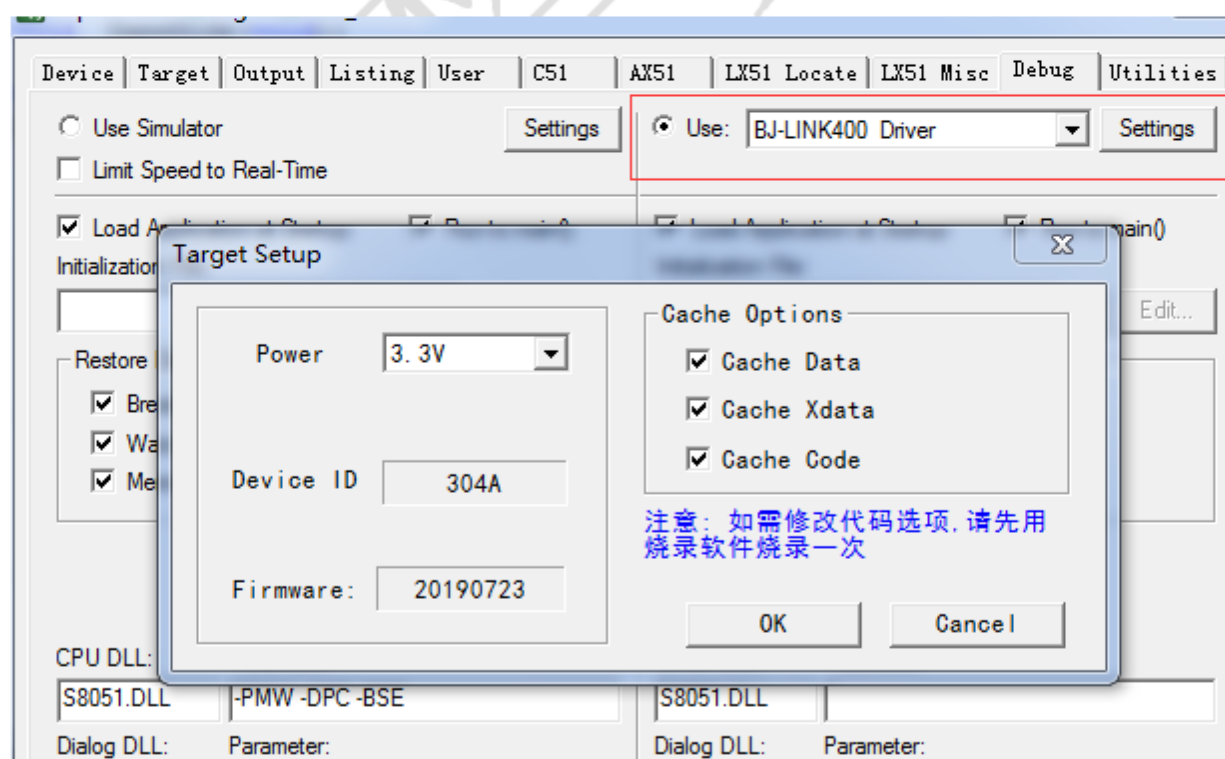 Device Target Output Listing User C51 AX51 LX51 Locate LX51 Misc Debug Utilities
Use Simulator Settings Use: BJ-LINK400 Driver Settings
Limit Speed to Real-Time
Load main()
Initialization
Target Setup
Edit...
Restore
Power 3.3V
Cache Options
Cache Data
Cache Xdata
Cache Code
Device ID 304A
注意: 如需修改代码选项,请先用
烧录软件烧录一次
Firmware: 20190723
OK Cancel
CPU DLL:
S8051.DLL -PMW -DPC -BSE S8051.DLL
Dialog DLL: Parameter: Dialog DLL: Parameter: